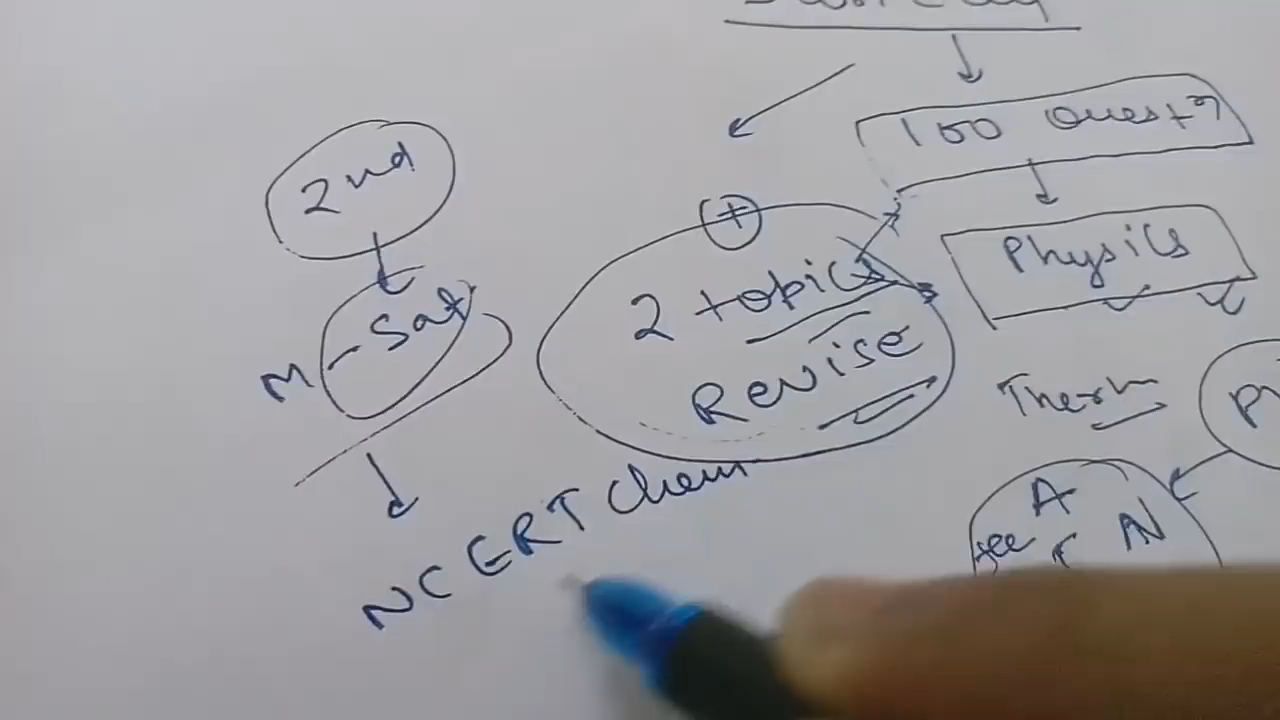 100 Questn
2nd
Physics
+
2 topics
M-Sat
Revise
Therm
NCERT Chem
A
N